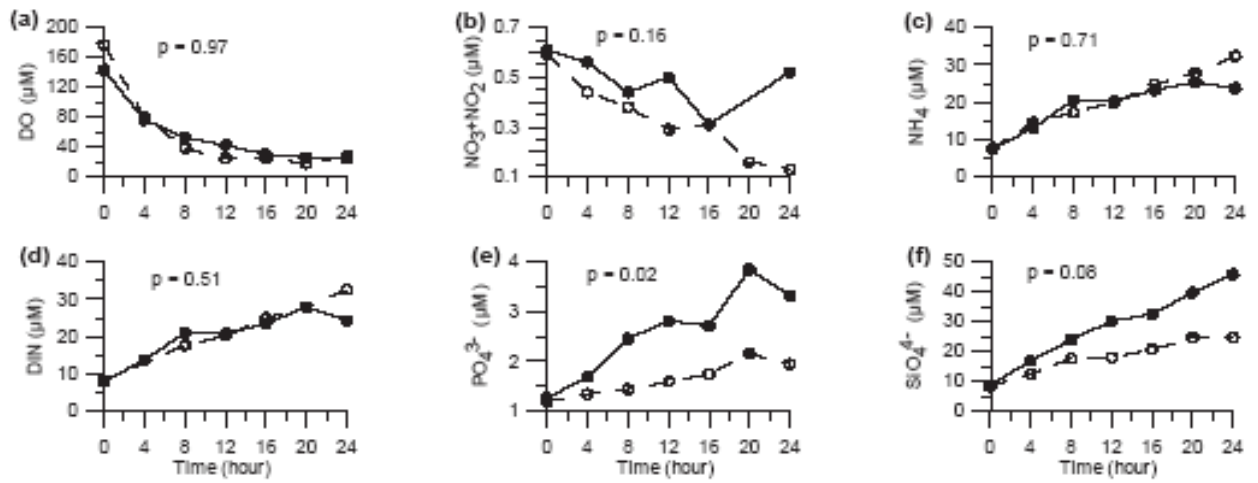 (a)
200
160
120
80
40
0
DO (µM)
p = 0.97
0 4 8 12 16 20 24
(b)
0.7
0.5
0.3
0.1
NO3+NO2 (µM)
p = 0.16
0 4 8 12 16 20 24
(c)
40
30
20
10
0
NH4 (µM)
p = 0.71
0 4 8 12 16 20 24
(d)
40
30
20
10
0
DIN (µM)
p = 0.51
0 4 8 12 16 20 24
Time (hour)
(e)
4
3
2
1
PO4³- (µM)
p = 0.02
0 4 8 12 16 20 24
Time (hour)
(f)
50
40
30
20
10
0
SiO4⁴- (µM)
p = 0.08
0 4 8 12 16 20 24
Time (hour)